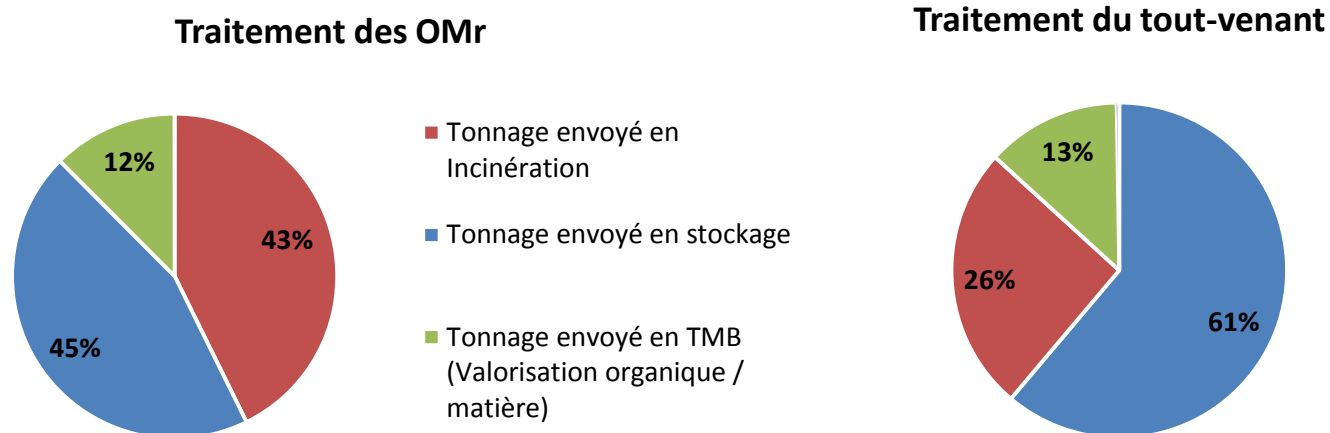 Traitement des OMr
12%
43%
45%
Tonnage envoyé en
Incinération
Tonnage envoyé en stockage
Tonnage envoyé en TMB
(Valorisation organique /
matière)
Traitement du tout-venant
13%
26%
61%